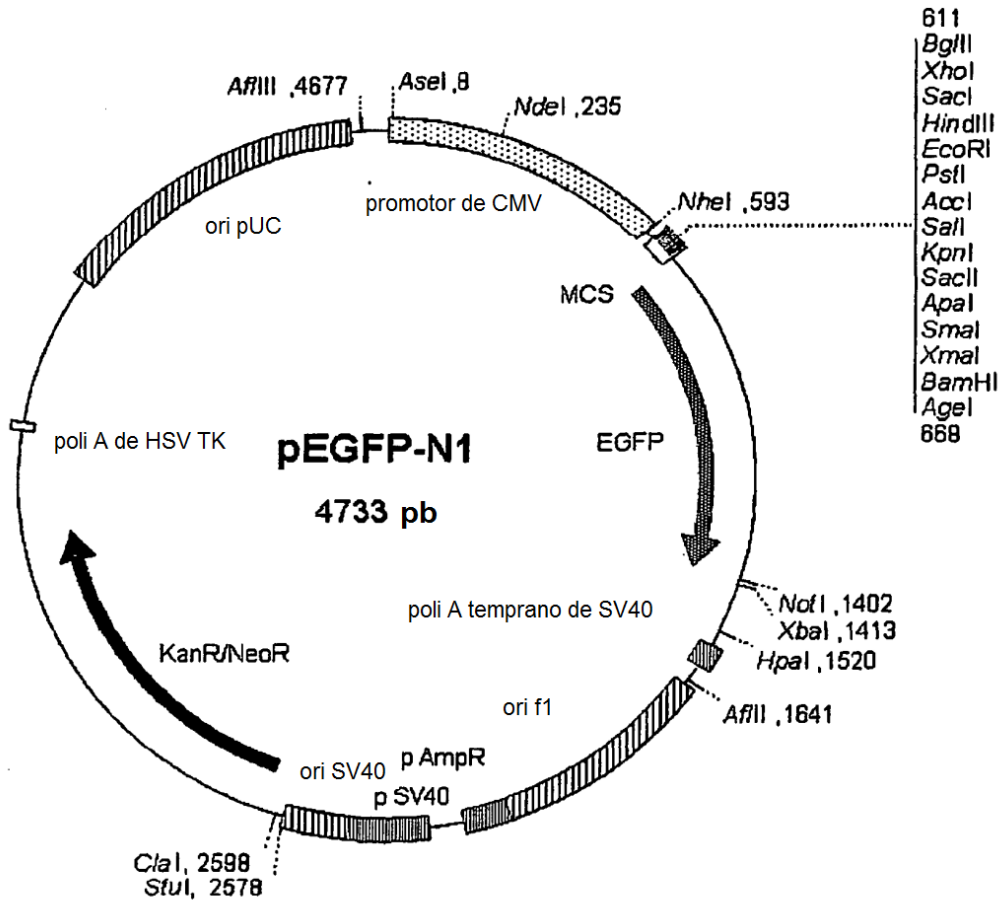 611
BglII
XhoI
SacI
HindIII
EcoRI
PstI
AccI
SalI
KpnI
SacII
ApaI
SmaI
XmaI
BamHI
AgeI
668
AflIII ,4677
AseI ,8
NdeI ,235
NheI ,593
ori pUC
promotor de CMV
MCS
poli A de HSV TK
pEGFP-N1
4733 pb
EGFP
poli A temprano de SV40
NotI ,1402
XbaI ,1413
HpaI ,1520
AflII ,1641
KanR/NeoR
ori f1
p AmpR
ori SV40
p SV40
ClaI, 2598
StuI, 2578